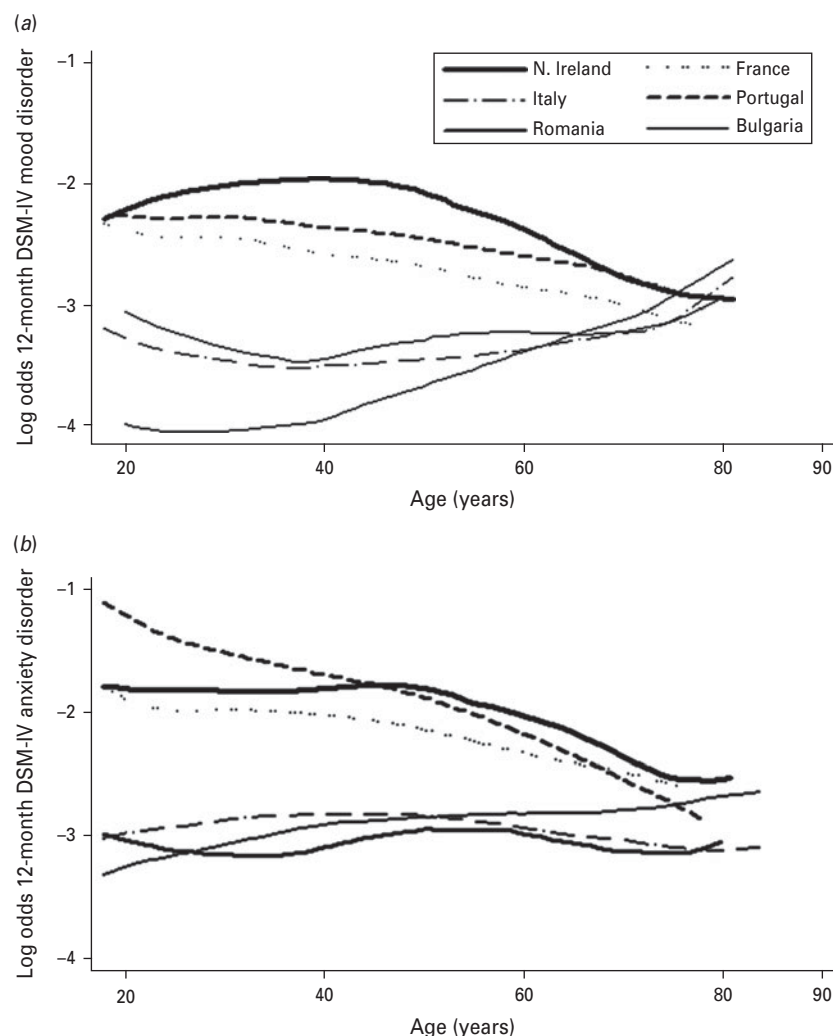 (a)
Log odds 12-month DSM-IV mood disorder
–1
–2
–3
–4
N. Ireland France
Italy Portugal
Romania Bulgaria
20 40 60 80 90
Age (years)
(b)
Log odds 12-month DSM-IV anxiety disorder
–1
–2
–3
–4
20 40 60 80 90
Age (years)